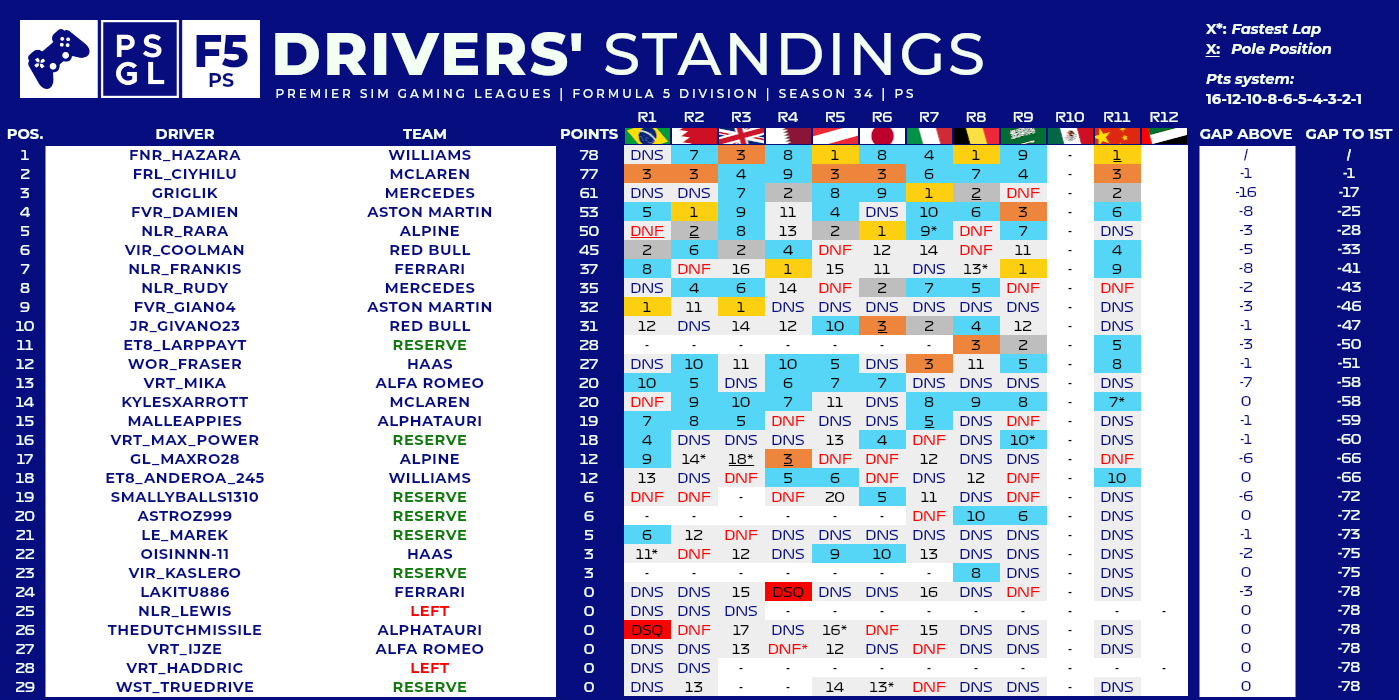 PS GL F5 PS DRIVERS' STANDINGS
PREMIER SIM GAMING LEAGUES | FORMULA 5 DIVISION | SEASON 34 | PS
X*: Fastest Lap
X: Pole Position
Pts system:
16-12-10-8-6-5-4-3-2-1
R1 R2 R3 R4 R5 R6 R7 R8 R9 R10 R11 R12
POS. DRIVER TEAM POINTS GAP ABOVE GAP TO 1ST
1 FNR_HAZARA WILLIAMS 78 DNS 7 3 8 1 8 4 1 9 - 1 / /
2 FRL_CIYHILU MCLAREN 77 3 3 4 9 3 3 6 7 4 - 3 -1 -1
3 GRIGLIK MERCEDES 61 DNS DNS 7 2 8 9 1 2 DNF - 2 -16 -17
4 FVR_DAMIEN ASTON MARTIN 53 5 1 9 11 4 DNS 10 6 3 - 6 -8 -25
5 NLR_RARA ALPINE 50 DNF 2 8 13 2 1 9* DNF 7 - DNS -3 -28
6 VIR_COOLMAN RED BULL 45 2 6 2 4 DNF 12 14 DNF 11 - 4 -5 -33
7 NLR_FRANKIS FERRARI 37 8 DNF 16 1 15 11 DNS 13* 1 - 9 -8 -41
8 NLR_RUDY MERCEDES 35 DNS 4 6 14 DNF 2 7 5 DNF - DNF -2 -43
9 FVR_GIAN04 ASTON MARTIN 32 1 11 1 DNS DNS DNS DNS DNS DNS - DNS -3 -46
10 JR_GIVANO23 RED BULL 31 12 DNS 14 12 10 3 2 4 12 - DNS -1 -47
11 ET8_LARPPAYT RESERVE 28 - - - - - - - 3 2 - 5 -3 -50
12 WOR_FRASER HAAS 27 DNS 10 11 10 5 DNS 3 11 5 - 8 -1 -51
13 VRT_MIKA ALFA ROMEO 20 10 5 DNS 6 7 7 DNS DNS DNS - DNS -7 -58
14 KYLESXARROTT MCLAREN 20 DNF 9 10 7 11 DNS 8 9 8 - 7* 0 -58
15 MALLEAPPIES ALPHATAURI 19 7 8 5 DNF DNS DNS 5 DNS DNF - DNS -1 -59
16 VRT_MAX_POWER RESERVE 18 4 DNS DNS DNS 13 4 DNF DNS 10* - DNS -1 -60
17 GL_MAXRO28 ALPINE 12 9 14* 18* 3 DNF DNF 12 DNS DNS - DNF -6 -66
18 ET8_ANDEROA_245 WILLIAMS 12 13 DNS DNF 5 6 DNF DNS 12 DNF - 10 0 -66
19 SMALLYBALLS1310 RESERVE 6 DNF DNF - DNS 20 5 11 DNS DNF - DNS -6 -72
20 ASTROZ999 RESERVE 6 - - - - - - DNF 10 6 - DNS 0 -72
21 LE_MAREK RESERVE 5 6 12 DNF DNS DNS DNS DNS DNS DNS - DNS -1 -73
22 OISINNN-11 HAAS 3 11* DNF 12 DNS 9 10 13 DNS DNS - DNS -2 -75
23 VIR_KASLERO RESERVE 3 - - - - - - - 8 DNS - DNS 0 -75
24 LAKITU886 FERRARI 0 DNS DNS 15 DSQ DNS DNS 16 DNS DNF - DNS -3 -78
25 NLR_LEWIS LEFT 0 DNS DNS DNS - - - - - - - - - 0 -78
26 THEDUTCHMISSILE ALPHATAURI 0 DSQ DNF 17 DNS 16* DNF 15 DNS DNS - DNS 0 -78
27 VRT_IJZE ALFA ROMEO 0 DNS DNS 13 DNF* 12 DNS DNF DNS DNS - DNS 0 -78
28 VRT_HADDRIC LEFT 0 DNS DNS - - - - - - - - - - 0 -78
29 WST_TRUEDRIVE RESERVE 0 DNS 13 - - 14 13* DNF DNS DNS - DNS 0 -78